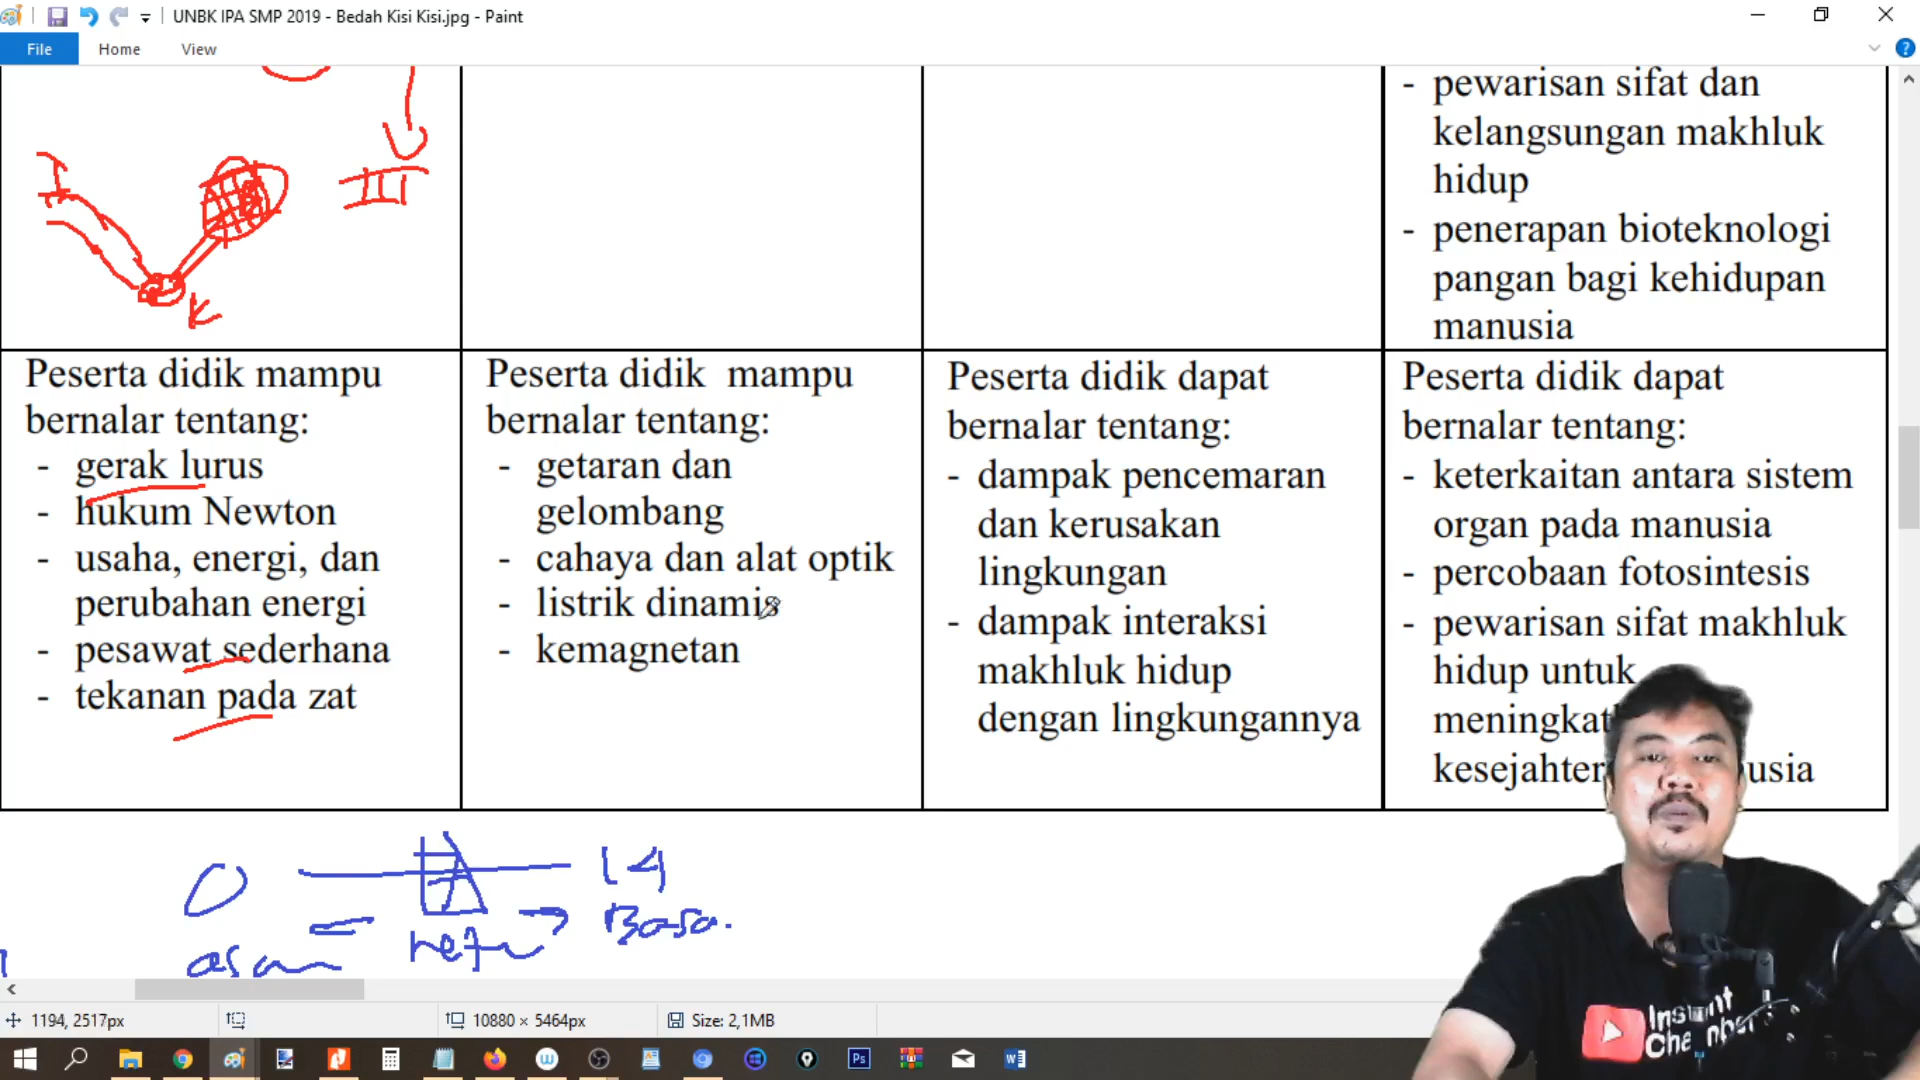 UNBK IPA SMP 2019 - Bedah Kisi Kisi.jpg - Paint
File Home View
- pewarisan sifat dan
kelangsungan makhluk
hidup
- penerapan bioteknologi
pangan bagi kehidupan
manusia
I
III
K
Peserta didik mampu
bernalar tentang:
- gerak lurus
- hukum Newton
- usaha, energi, dan
perubahan energi
- pesawat sederhana
- tekanan pada zat
Peserta didik mampu
bernalar tentang:
- getaran dan
gelombang
- cahaya dan alat optik
- listrik dinamis
- kemagnetan
Peserta didik dapat
bernalar tentang:
- dampak pencemaran
dan kerusakan
lingkungan
- dampak interaksi
makhluk hidup
dengan lingkungannya
Peserta didik dapat
bernalar tentang:
- keterkaitan antara sistem
organ pada manusia
- percobaan fotosintesis
- pewarisan sifat makhluk
hidup untuk
0 7 14
asam Basa.
1194, 2517px
10880 × 5464px
Size: 2,1MB
Ps
W